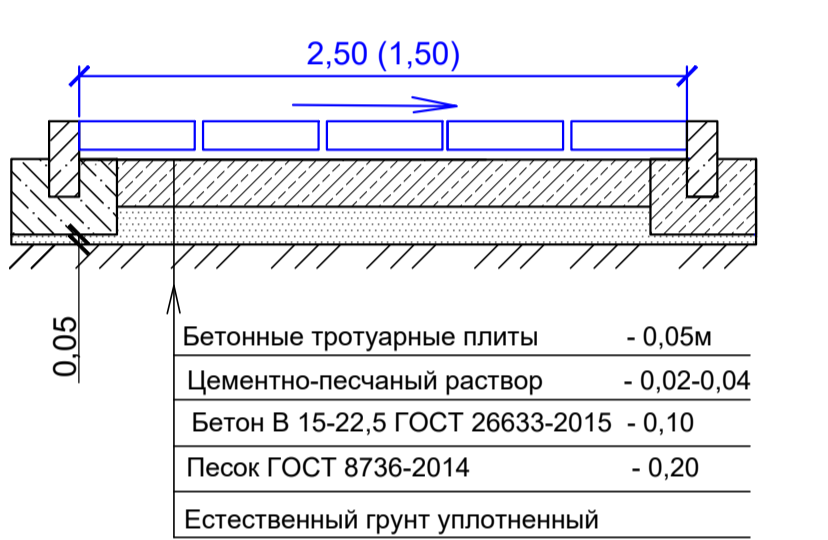 2,50 (1,50)
0,05
Бетонные тротуарные плиты - 0,05м
Цементно-песчаный раствор - 0,02-0,04
Бетон В 15-22,5 ГОСТ 26633-2015 - 0,10
Песок ГОСТ 8736-2014 - 0,20
Естественный грунт уплотненный